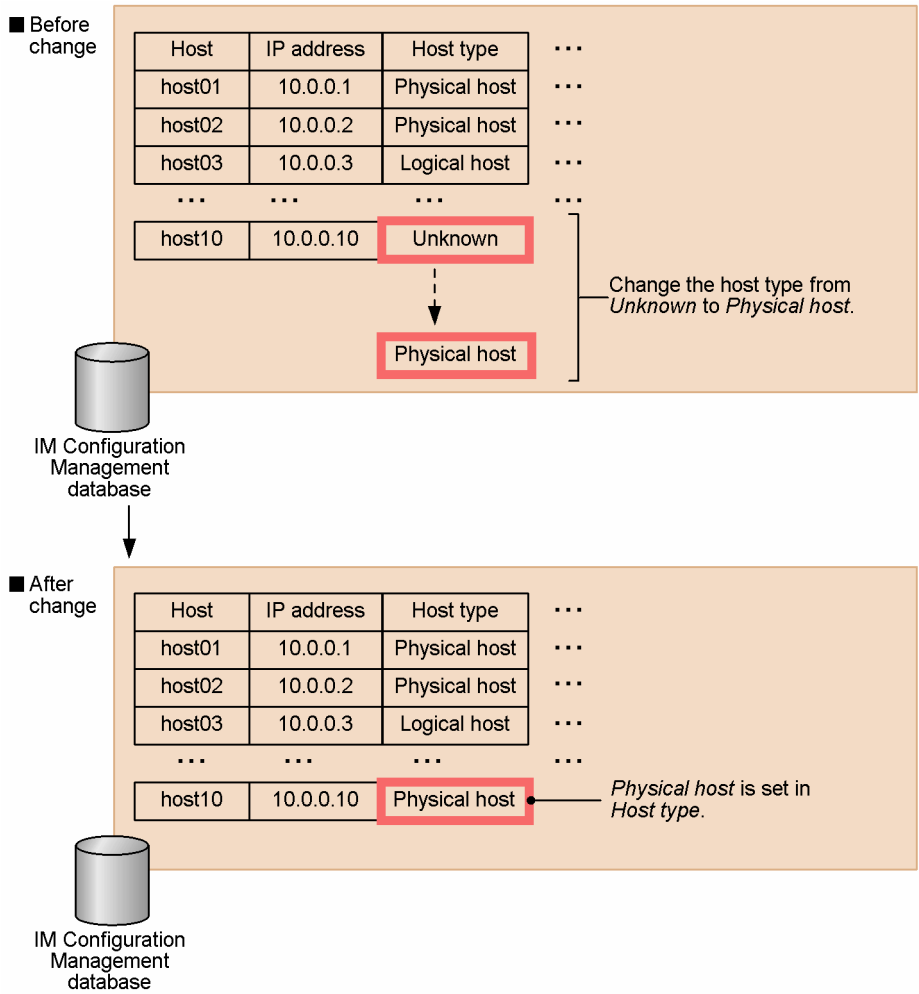 ■ Before
change
Host IP address Host type ...
host01 10.0.0.1 Physical host ...
host02 10.0.0.2 Physical host ...
host03 10.0.0.3 Logical host ...
... ... ... ...
host10 10.0.0.10 Unknown
Change the host type from
Unknown to Physical host.
Physical host
IM Configuration
Management
database
■ After
change
Host IP address Host type ...
host01 10.0.0.1 Physical host ...
host02 10.0.0.2 Physical host ...
host03 10.0.0.3 Logical host ...
... ... ... ...
host10 10.0.0.10 Physical host
Physical host is set in
Host type.
IM Configuration
Management
database